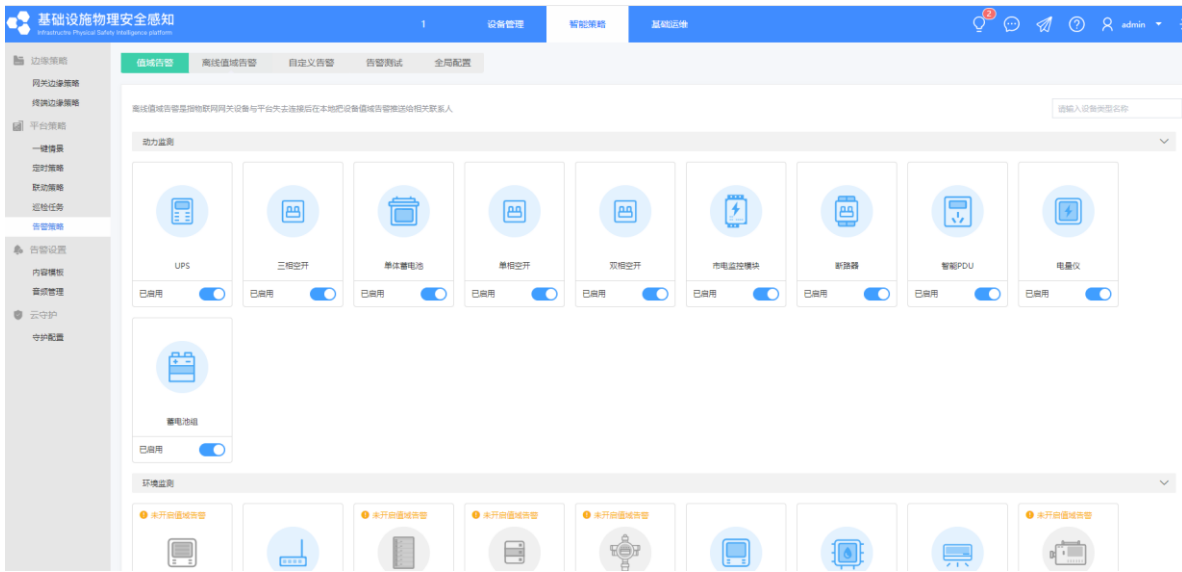 基础设施物理安全感知
Infrastructre Physical Safety Intelligence platform
1
设备管理
智能策略
基础运维
2
admin
边缘策略
网关边缘策略
终端边缘策略
平台策略
一键情景
定时策略
联动策略
巡检任务
告警策略
告警设置
内容模板
音频管理
云守护
守护配置
值域告警 离线值域告警 自定义告警 告警测试 全局配置
离线值域告警是指物联网网关设备与平台失去连接后在本地把设备值域告警推送给相关联系人
请输入设备类型名称
动力监测
UPS 三相空开 单体蓄电池 单相空开 双相空开 市电监控模块 断路器 智能PDU 电量仪
已启用 已启用 已启用 已启用 已启用 已启用 已启用 已启用 已启用
蓄电池组
已启用
环境监测
未开启值域告警 未开启值域告警 未开启值域告警 未开启值域告警 未开启值域告警